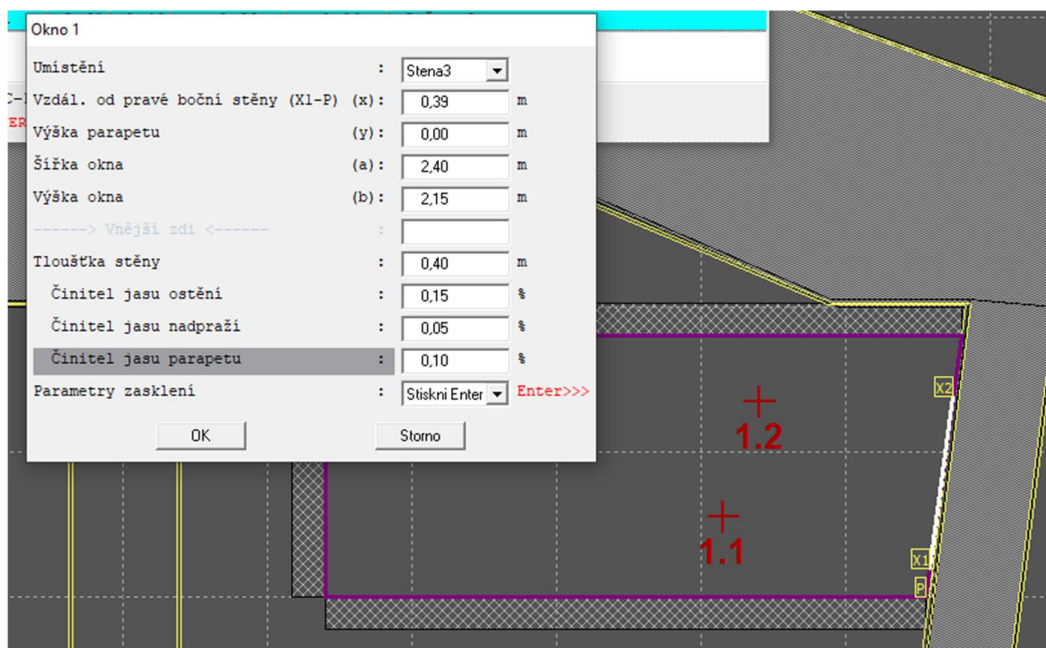 Okno 1
Umístění : Stena3
Vzdál. od pravé boční stěny (X1-P) (x): 0,39 m
Výška parapetu (y): 0,00 m
Šířka okna (a): 2,40 m
Výška okna (b): 2,15 m
------> Vnější zdi <------ :
Tloušťka stěny : 0,40 m
Činitel jasu ostění : 0,15 %
Činitel jasu nadpraží : 0,05 %
Činitel jasu parapetu : 0,10 %
Parametry zasklení : Stiskni Enter Enter>>>
OK Storno
X2
1.2
1.1
X1
P